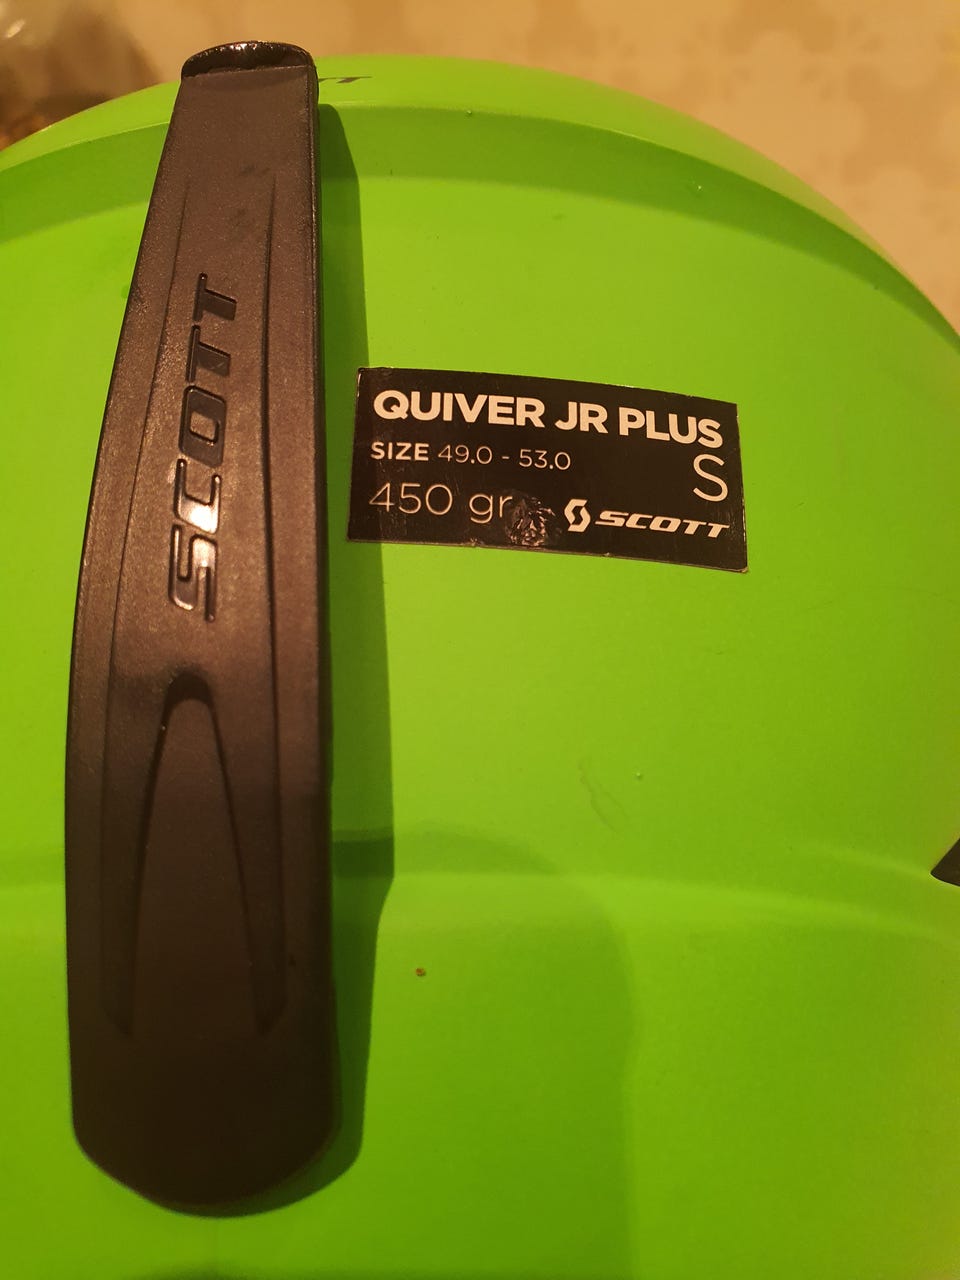 SCOTT
QUIVER JR PLUS
SIZE 49.0 - 53.0
S
450 gr
SCOTT